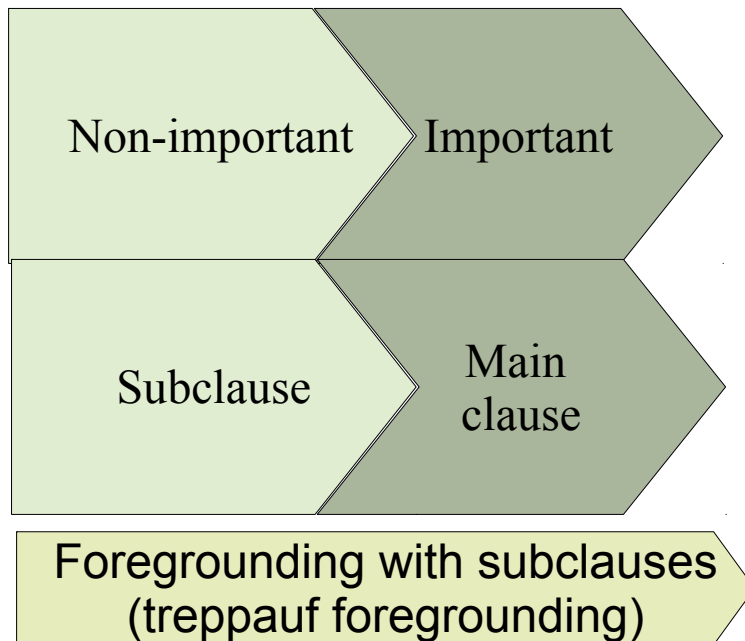 Non-important
Important
Subclause
Main
clause
Foregrounding with subclauses
(treppauf foregrounding)